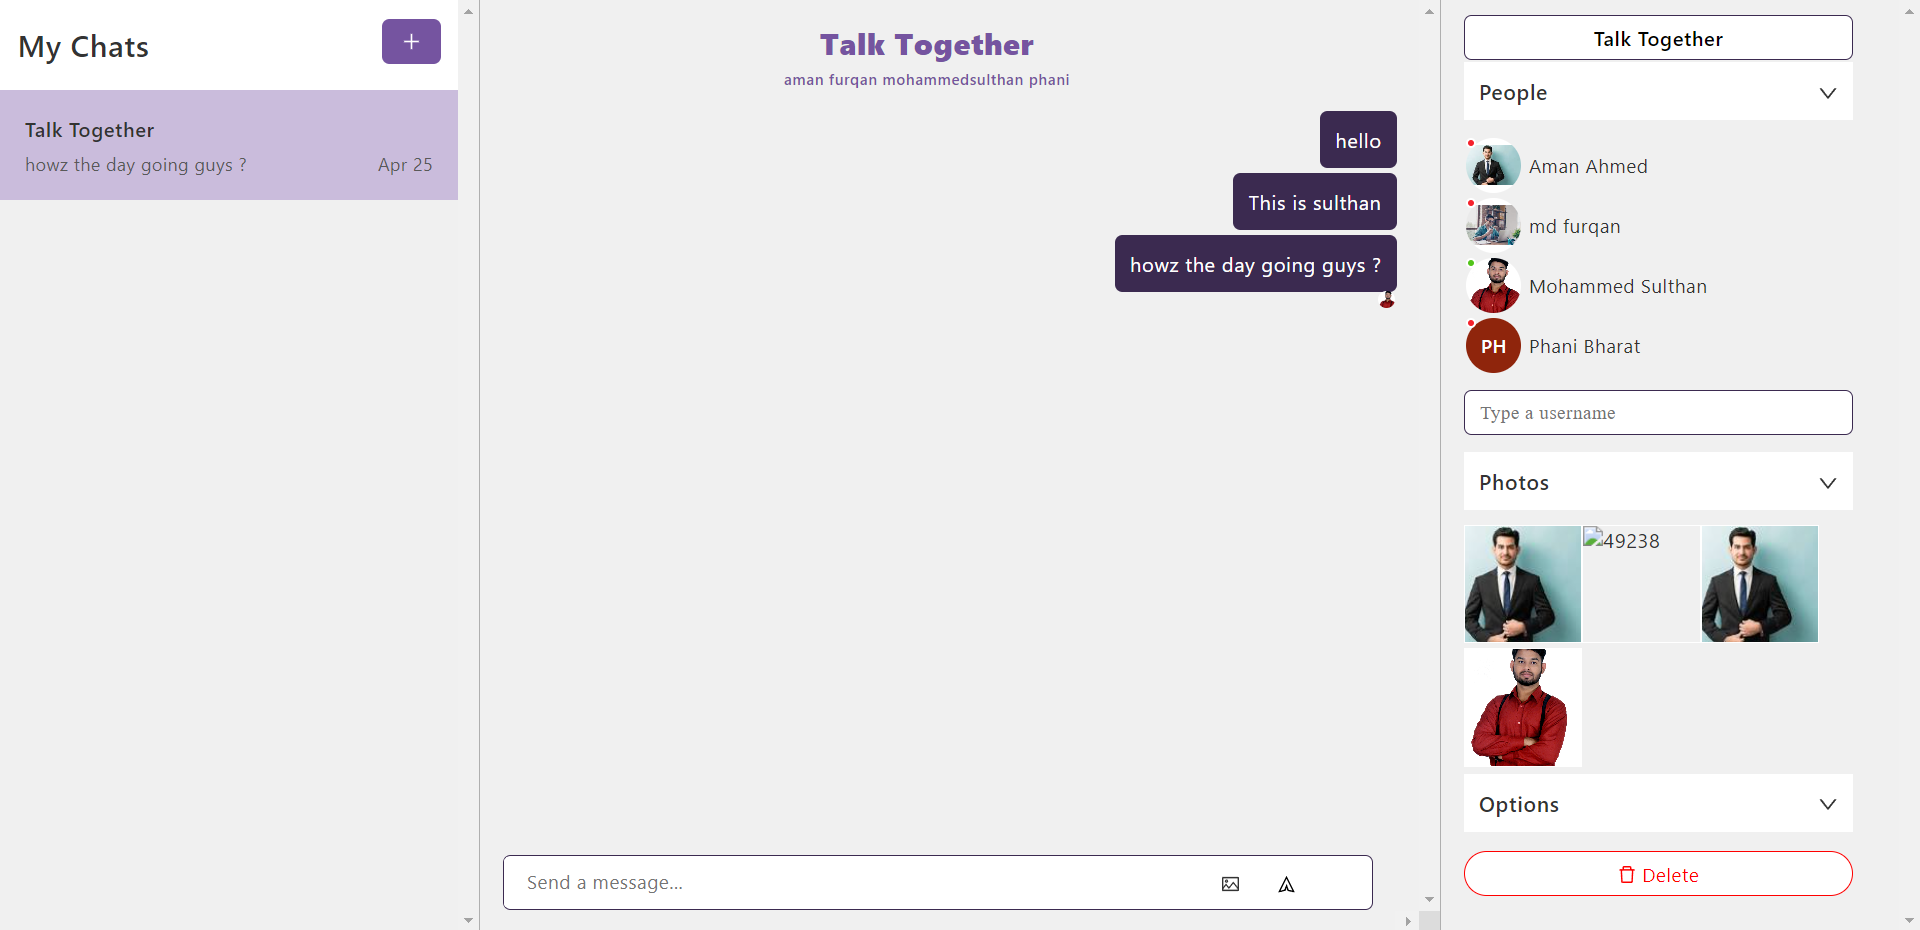 My Chats
+
Talk Together
howz the day going guys ?
Apr 25
Talk Together
aman furqan mohammedsulthan phani
hello
This is sulthan
howz the day going guys ?
Send a message...
Talk Together
People
Aman Ahmed
md furqan
Mohammed Sulthan
PH
Phani Bharat
Type a username
Photos
49238
Options
Delete